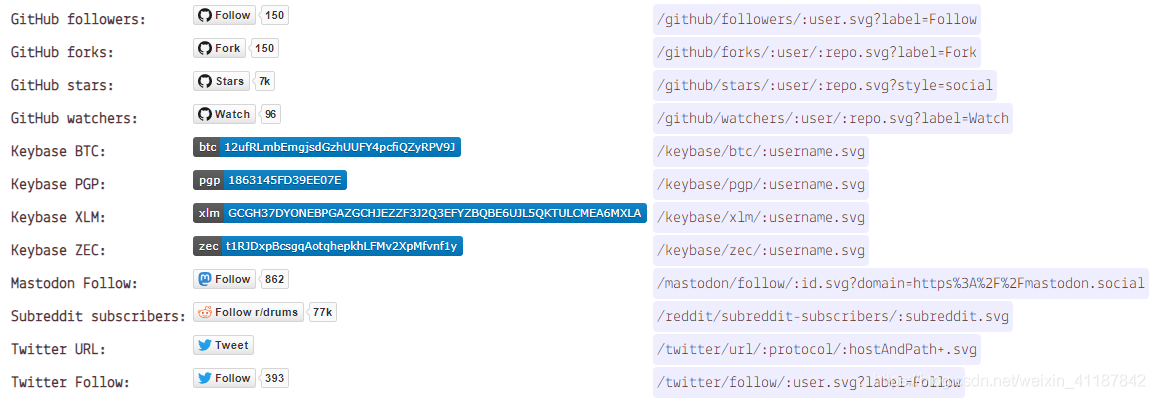 GitHub followers: Follow 150 /github/followers/:user.svg?label=Follow
GitHub forks: Fork 150 /github/forks/:user/:repo.svg?label=Fork
GitHub stars: Stars 7k /github/stars/:user/:repo.svg?style=social
GitHub watchers: Watch 96 /github/watchers/:user/:repo.svg?label=Watch
Keybase BTC: btc 12ufRLmbEmgjsdGzhUUFY4pcfiQZyRPV9J /keybase/btc/:username.svg
Keybase PGP: pgp 1863145FD39EE07E /keybase/pgp/:username.svg
Keybase XLM: xlm GCGH37DYONEBPGAZGCHJEZZF3J2Q3EFYZBQBE6UJL5QKTULCMEA6MXLA /keybase/xlm/:username.svg
Keybase ZEC: zec t1RJDxpBcsgqAotqhepkhLFMv2XpMfvnf1y /keybase/zec/:username.svg
Mastodon Follow: Follow 862 /mastodon/follow/:id.svg?domain=https%3A%2F%2Fmastodon.social
Subreddit subscribers: Follow r/drums 77k /reddit/subreddit-subscribers/:subreddit.svg
Twitter URL: Tweet /twitter/url/:protocol/:hostAndPath+.svg
Twitter Follow: Follow 393 /twitter/follow/:user.svg?label=Follow